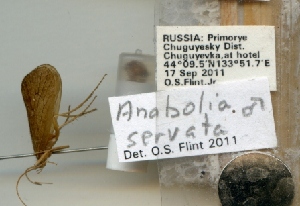 RUSSIA: Primorye
Chuguyevsky Dist.
Chuguyevka,at hotel
44°09.5'N133°51.7'E
17 Sep 2011
O.S.Flint,Jr
Anabolia ♂
servata
Det. O.S. Flint 2011